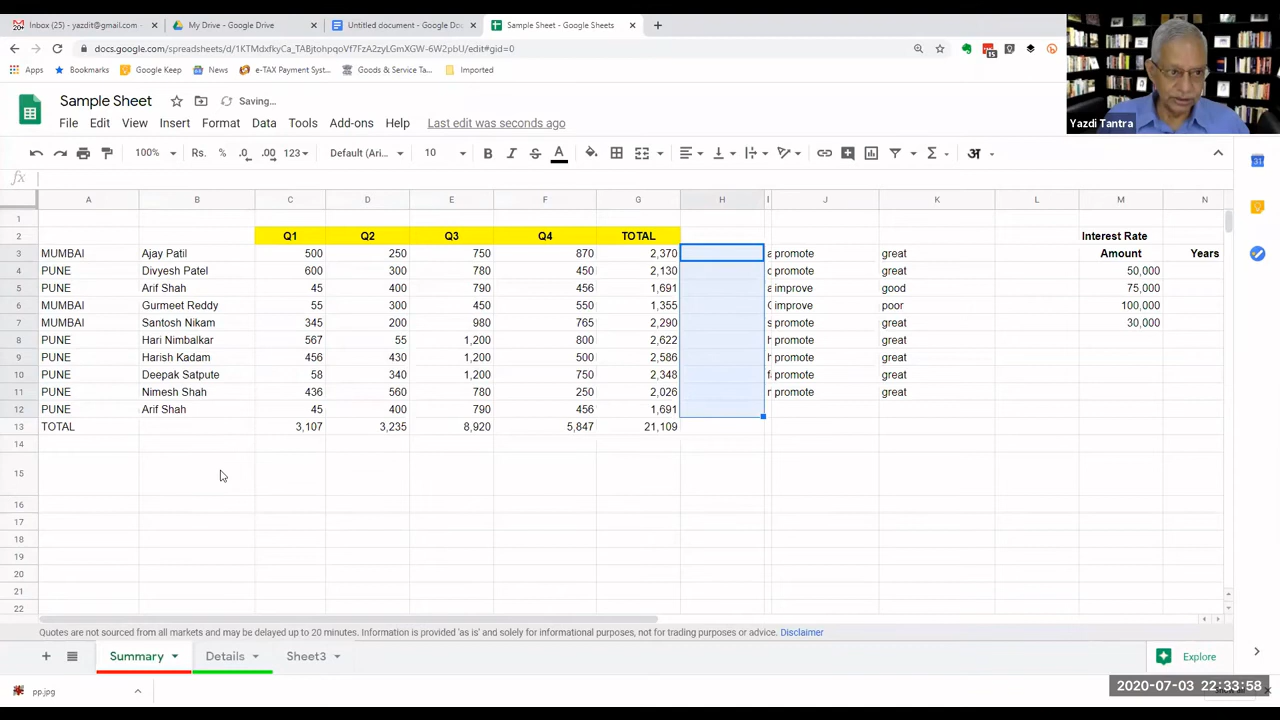 Inbox (25) - yazdit@gmail.com
My Drive - Google Drive
Untitled document - Google Doc
Sample Sheet - Google Sheets
docs.google.com/spreadsheets/d/1KTMdxfkyCa_TABjtohpqoVf7FzA2zyLGmXGW-6W2pbU/edit#gid=0
15
Apps Bookmarks Google Keep News e-TAX Payement Syst... Goods & Service Ta... Imported
Sample Sheet Saving...
Yazdi Tantra
File Edit View Insert Format Data Tools Add-ons Help Last edit was seconds ago
100% Rs. % .0 .00 123 Default (Ari... 10 B I S A Σ अ
31
fx
A B C D E F G H I J K L M N
1
2 Q1 Q2 Q3 Q4 TOTAL Interest Rate
3 MUMBAI Ajay Patil 500 250 750 870 2,370 promote great Amount Years
4 PUNE Divyesh Patel 600 300 780 450 2,130 promote great 50,000
5 PUNE Arif Shah 45 400 790 456 1,691 improve good 75,000
6 MUMBAI Gurmeet Reddy 55 300 450 550 1,355 improve poor 100,000
7 MUMBAI Santosh Nikam 345 200 980 765 2,290 promote great 30,000
8 PUNE Hari Nimbalkar 567 55 1,200 800 2,622 promote great
9 PUNE Harish Kadam 456 430 1,200 500 2,586 promote great
10 PUNE Deepak Satpute 58 340 1,200 750 2,348 promote great
11 PUNE Nimesh Shah 436 560 780 250 2,026 promote great
12 PUNE Arif Shah 45 400 790 456 1,691
13 TOTAL 3,107 3,235 8,920 5,847 21,109
14
15
16
17
18
19
20
21
22
Quotes are not sourced from all markets and may be delayed up to 20 minutes. Information is provided 'as is' and solely for informational purposes, not for trading purposes or advice. Disclaimer
Summary Details Sheet3 Explore
pp.jpg
2020-07-03 22:33:58